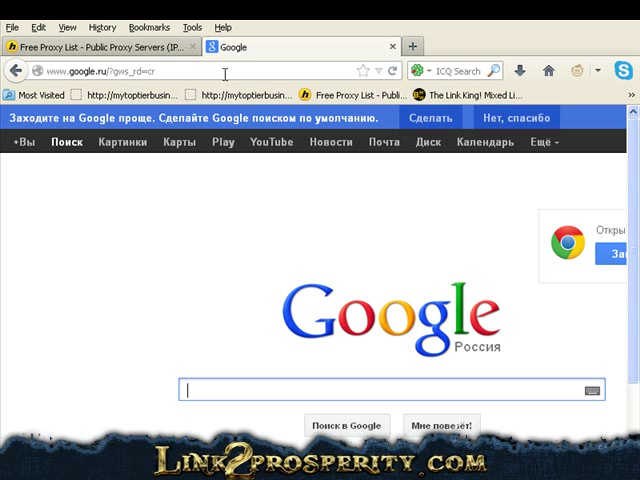 File Edit View History Bookmarks Tools Help
Free Proxy List - Public Proxy Servers (IP... × Google ×
www.google.ru/?gws_rd=cr ICQ Search
Most Visited http://mytoptierbusin... http://mytoptierbusin... Free Proxy List - Publi... The Link King! Mixed Li... »
Заходите на Google проще. Сделайте Google поиском по умолчанию. Сделать Нет, спасибо
+Вы Поиск Картинки Карты Play YouTube Новости Почта Диск Календарь Ещё
Откры
За
Google
Россия
Поиск в Google Мне повезёт!
LINK2PROSPERITY.COM